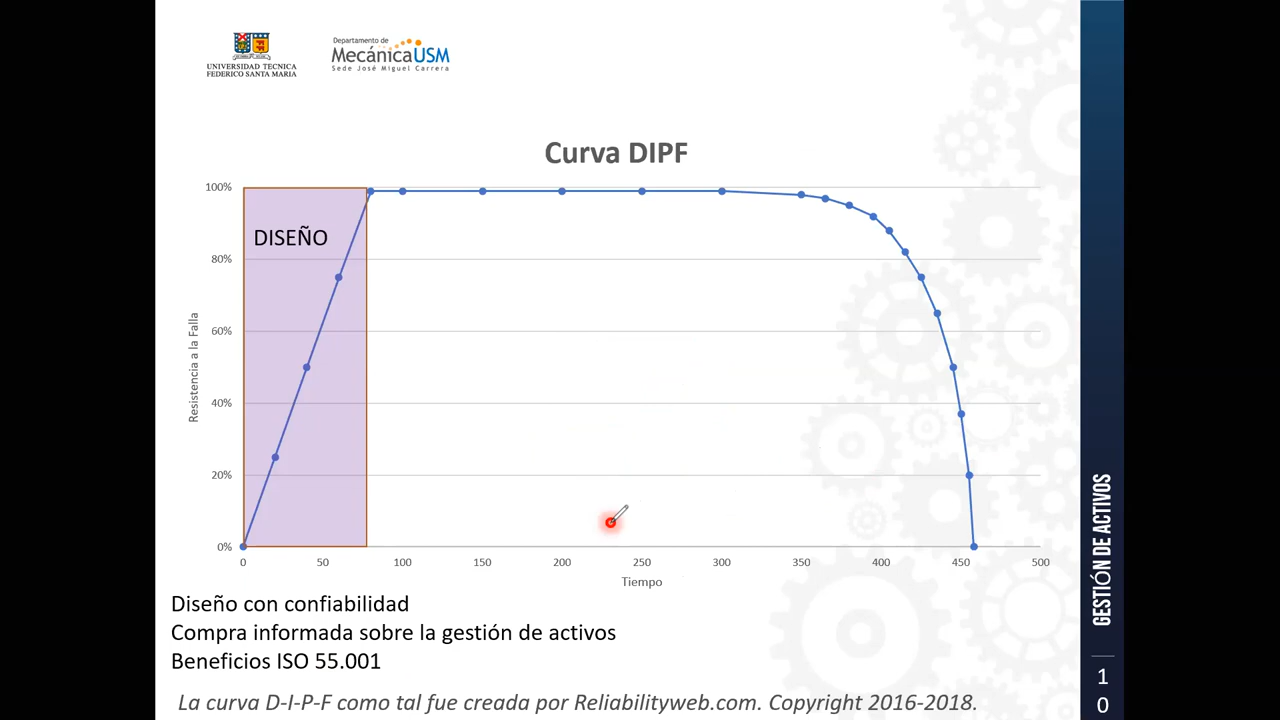 UNIVERSIDAD TECNICA
FEDERICO SANTA MARIA
Departamento de
MecánicaUSM
Sede José Miguel Carrera
Curva DIPF
100%
80%
60%
40%
20%
0%
Resistencia a la Falla
DISEÑO
0
50
100
150
200
250
300
350
400
450
500
Tiempo
Diseño con confiabilidad
Compra informada sobre la gestión de activos
Beneficios ISO 55.001
La curva D-I-P-F como tal fue creada por Reliabilityweb.com. Copyright 2016-2018.
GESTIÓN DE ACTIVOS
1
0